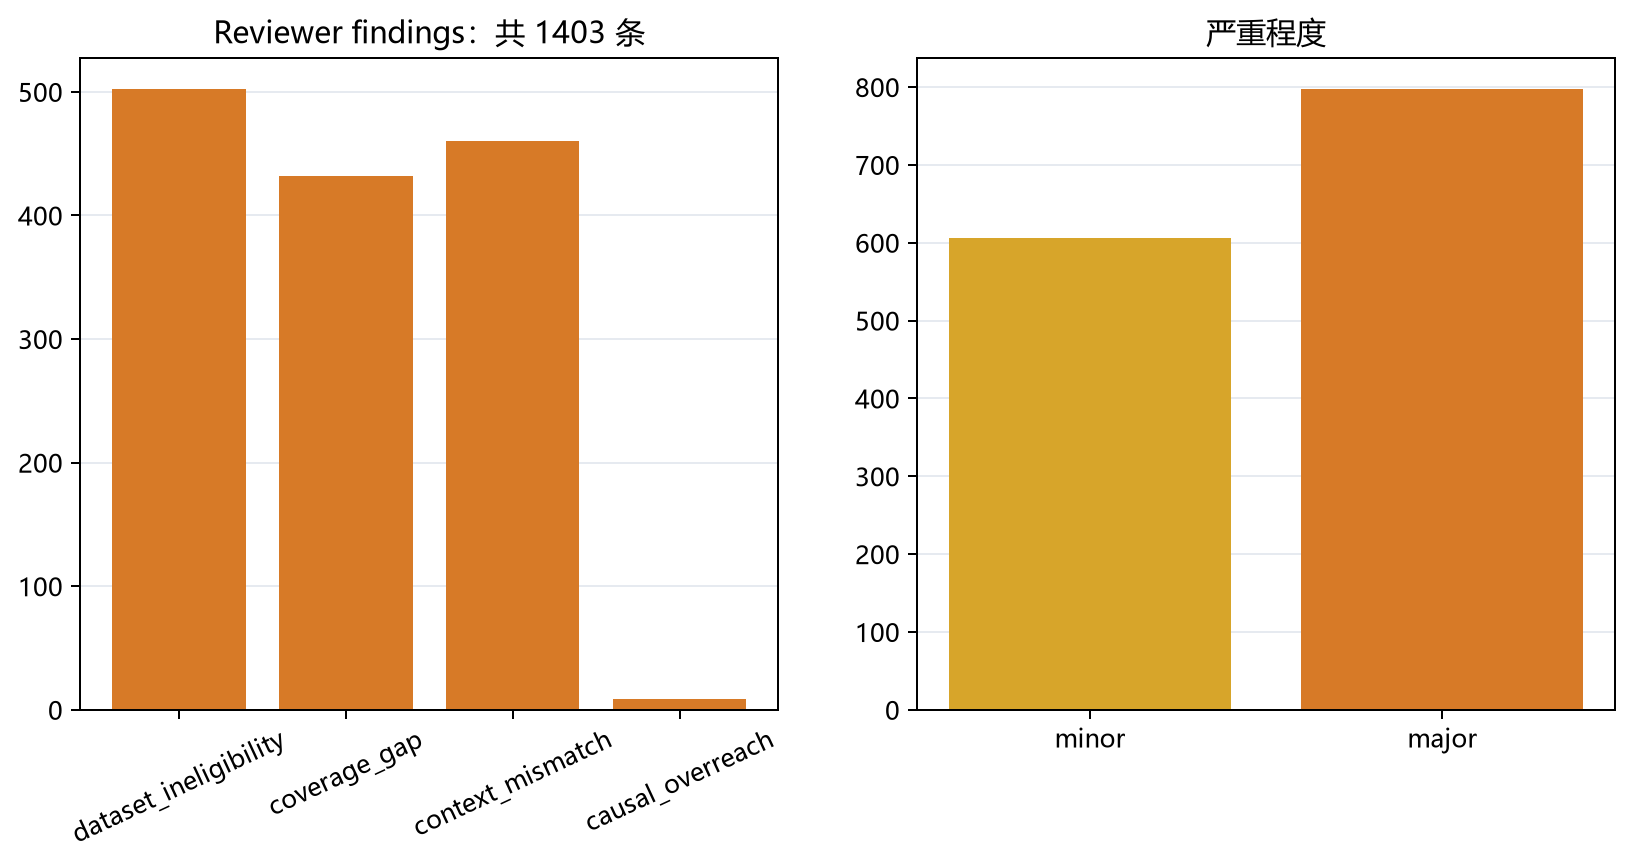 Reviewer findings：共 1403 条
500
400
300
200
100
0
dataset_ineligibility
coverage_gap
context_mismatch
causal_overreach
严重程度
800
700
600
500
400
300
200
100
0
minor
major